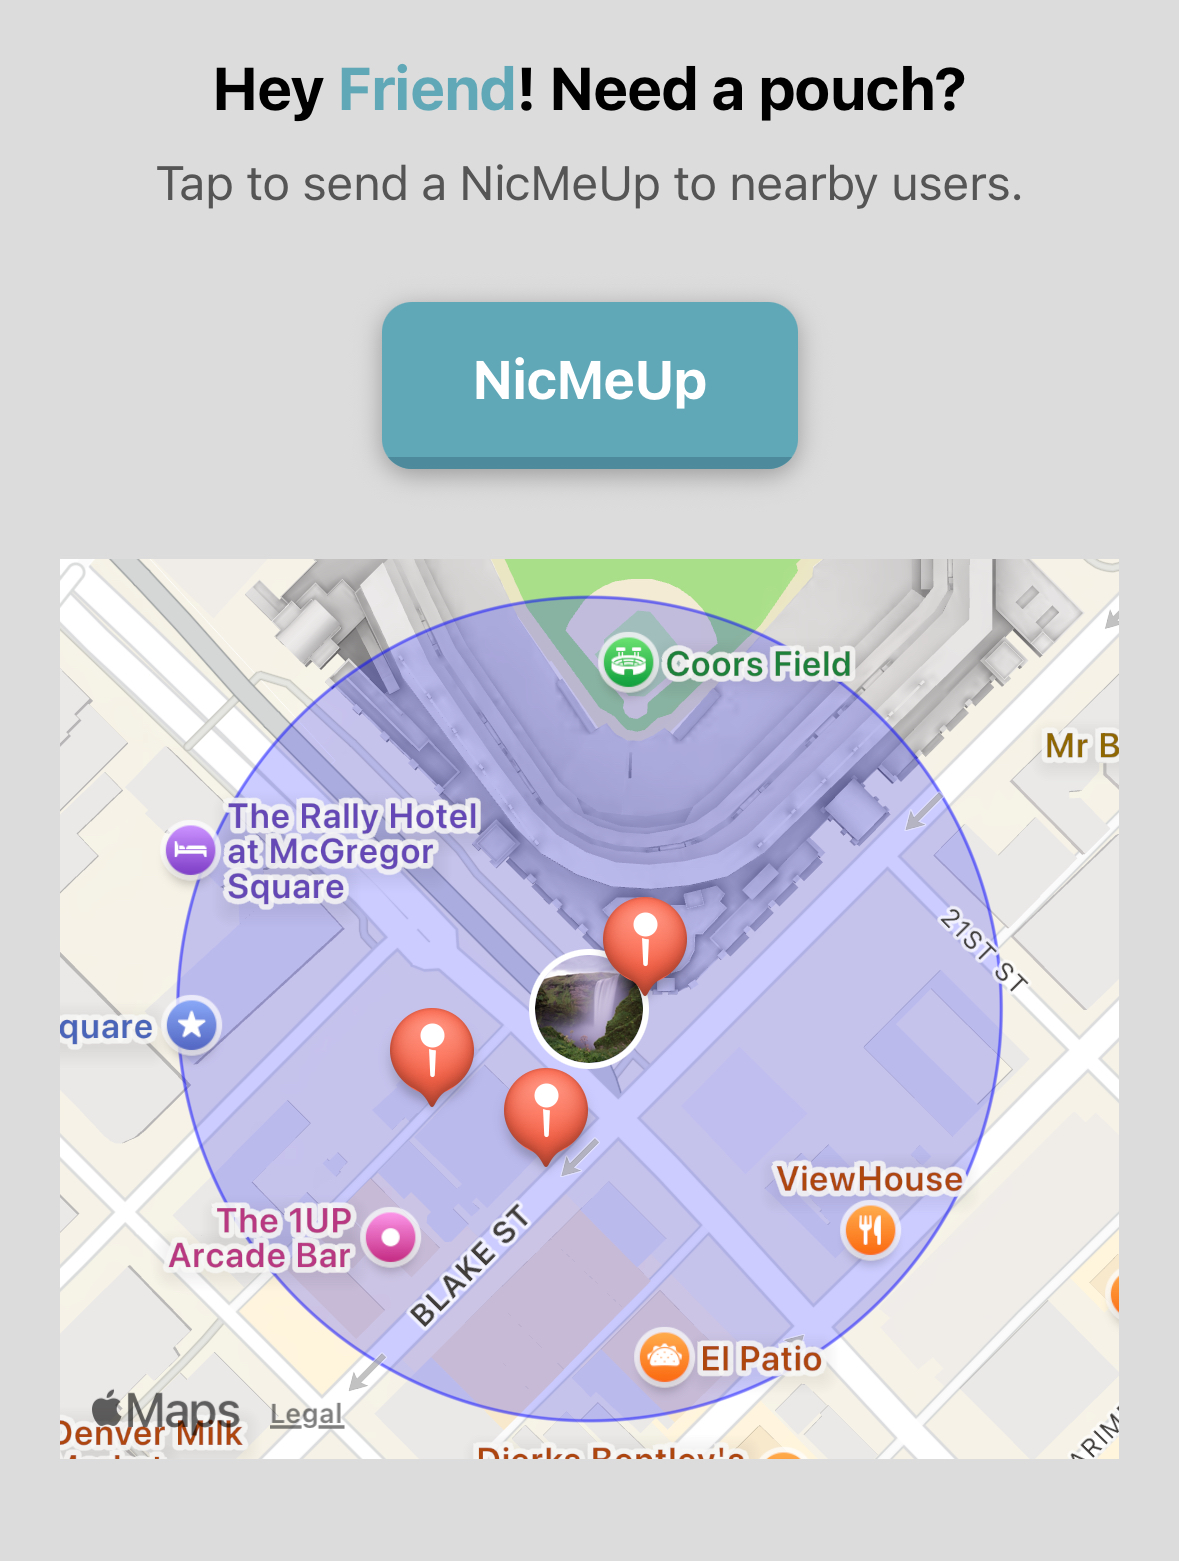 Hey Friend! Need a pouch?
Tap to send a NicMeUp to nearby users.
NicMeUp
Coors Field
Mr B
The Rally Hotel
at McGregor
Square
21ST ST
quare
ViewHouse
The 1UP
Arcade Bar
BLAKE ST
El Patio
Maps
Legal
Denver Milk
Dierks Bentley's
ARIM